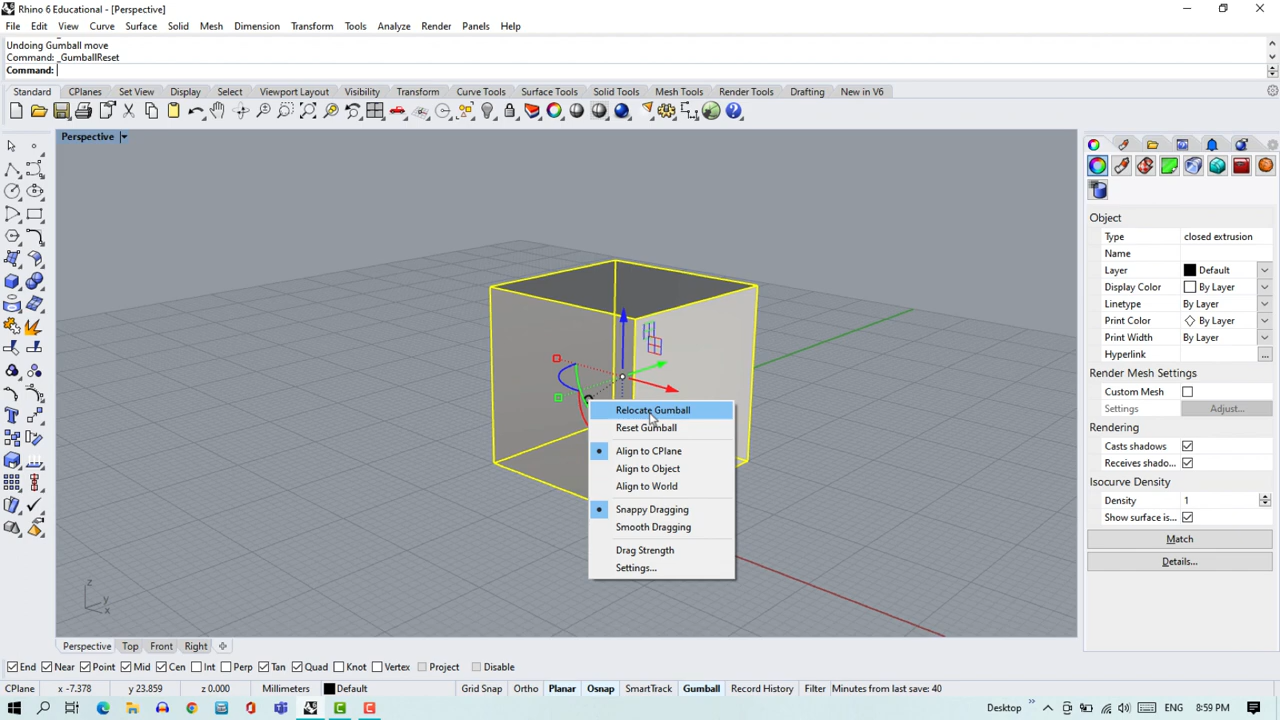 Rhino 6 Educational - [Perspective]
File Edit View Curve Surface Solid Mesh Dimension Transform Tools Analyze Render Panels Help
Undoing Gumball move
Command: _GumballReset
Command:
Standard CPlanes Set View Display Select Viewport Layout Visibility Transform Curve Tools Surface Tools Solid Tools Mesh Tools Render Tools Drafting New in V6
Perspective
Object
Type closed extrusion
Name
Layer Default
Display Color By Layer
Linetype By Layer
Print Color By Layer
Print Width By Layer
Hyperlink ...
Render Mesh Settings
Custom Mesh
Settings Adjust...
Rendering
Casts shadows
Receives shado...
Isocurve Density
Density 1
Show surface is...
Match
Details...
Relocate Gumball
Reset Gumball
Align to CPlane
Align to Object
Align to World
Snappy Dragging
Smooth Dragging
Drag Strength
Settings...
z
y
x
Perspective Top Front Right
End Near Point Mid Cen Int Perp Tan Quad Knot Vertex Project Disable
CPlane x -7.378 y 23.859 z 0.000 Millimeters Default Grid Snap Ortho Planar Osnap SmartTrack Gumball Record History Filter Minutes from last save: 40
Desktop » ENG 8:59 PM